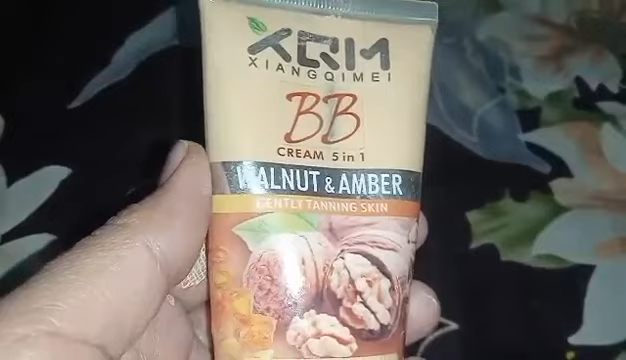 XQM
XIANGQIMEI
BB
CREAM 5 in 1
WALNUT & AMBER
GENTLY TANNING SKIN